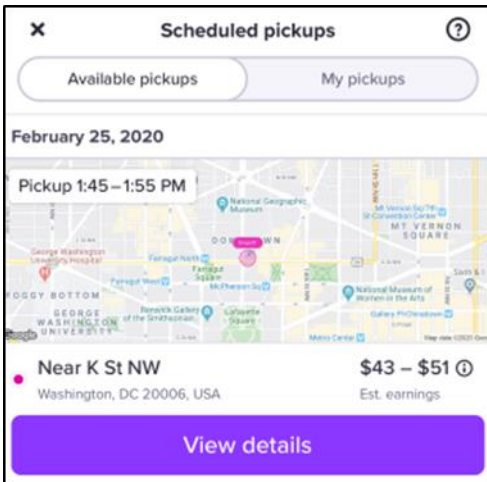 Scheduled pickups
Available pickups
My pickups
February 25, 2020
Pickup 1:45–1:55 PM
National Geographic
Museum
MT VERNON
SQUARE
George Washington
University Hospital
Farragut North
Farragut
Square
Farragut West
McPherson Sq
FOGGY BOTTOM
GEORGE
WASHINGTON
UNIVERSITY
Renwick Gallery
of the Smithsonian
Lafayette
Square
National Museum of
Women in the Arts
Gallery Pl-Chinatown
Metro Center
Google
Near K St NW
$43 – $51
Washington, DC 20006, USA
Est. earnings
View details